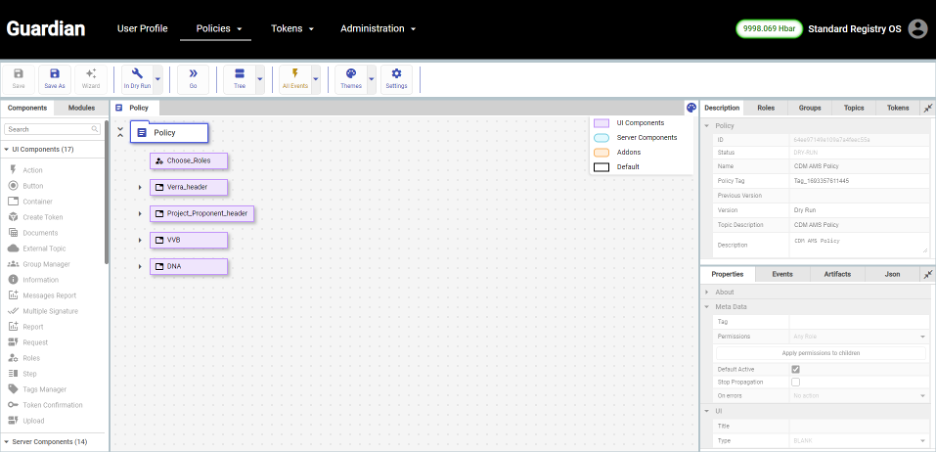 Guardian
User Profile
Policies
Tokens
Administration
9998.069 Hbar
Standard Registry OS
Save
Save As
Wizard
In Dry Run
Go
Tree
All Events
Themes
Settings
Components
Modules
Search
UI Components (17)
Action
Button
Container
Create Token
Documents
External Topic
Group Manager
Information
Messages Report
Multiple Signature
Report
Request
Roles
Step
Tags Manager
Token Confirmation
Upload
Server Components (14)
Policy
Policy
Choose_Roles
Verra_header
Project_Proponent_header
VVB
DNA
UI Components
Server Components
Addons
Default
Description
Roles
Groups
Topics
Tokens
Policy
ID
Status
DRY-RUN
Name
CDM AMS Policy
Policy Tag
Tag_1693357611445
Previous Version
Version
Dry Run
Topic Description
CDM AMS Policy
Description
CDM AMS Policy
Properties
Events
Artifacts
Json
About
Meta Data
Tag
Permissions
Any Role
Apply permissions to children
Default Active
Stop Propagation
On errors
No action
UI
Title
Type
BLANK